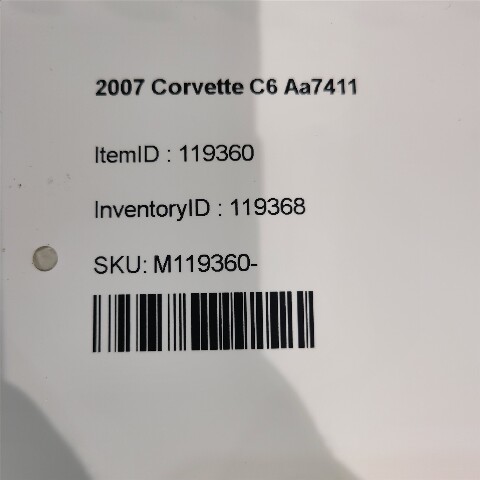 2007 Corvette C6 Aa7411
ItemID : 119360
InventoryID : 119368
SKU: M119360-